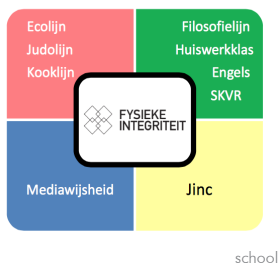 Ecolijn
Judolijn
Kooklijn
Filosofielijn
Huiswerkklas
Engels
SKVR
FYSIEKE
INTEGRITEIT
Mediawijsheid
Jinc
school